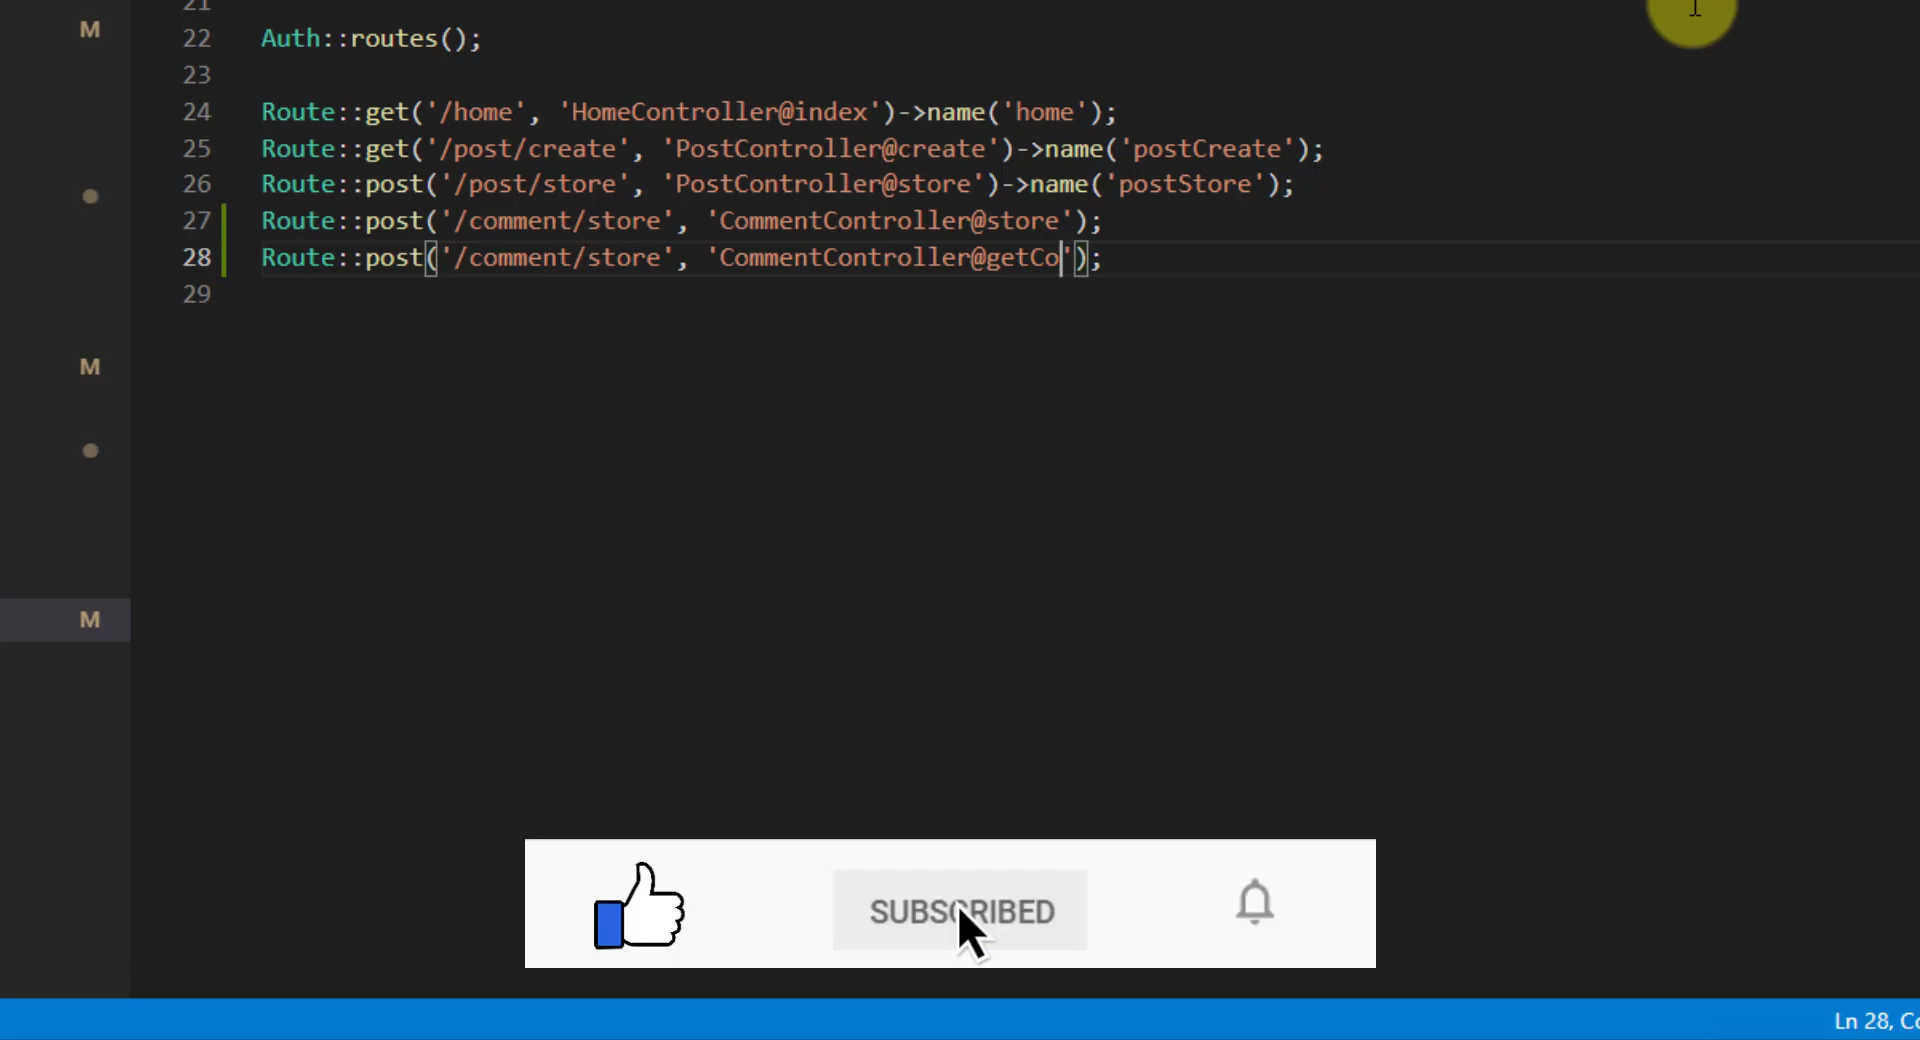 21
M
22 Auth::routes();
23
24 Route::get('/home', 'HomeController@index')->name('home');
25 Route::get('/post/create', 'PostController@create')->name('postCreate');
26 Route::post('/post/store', 'PostController@store')->name('postStore');
27 Route::post('/comment/store', 'CommentController@store');
28 Route::post('/comment/store', 'CommentController@getCo');
29
M
M
SUBSCRIBED
Ln 28, Co